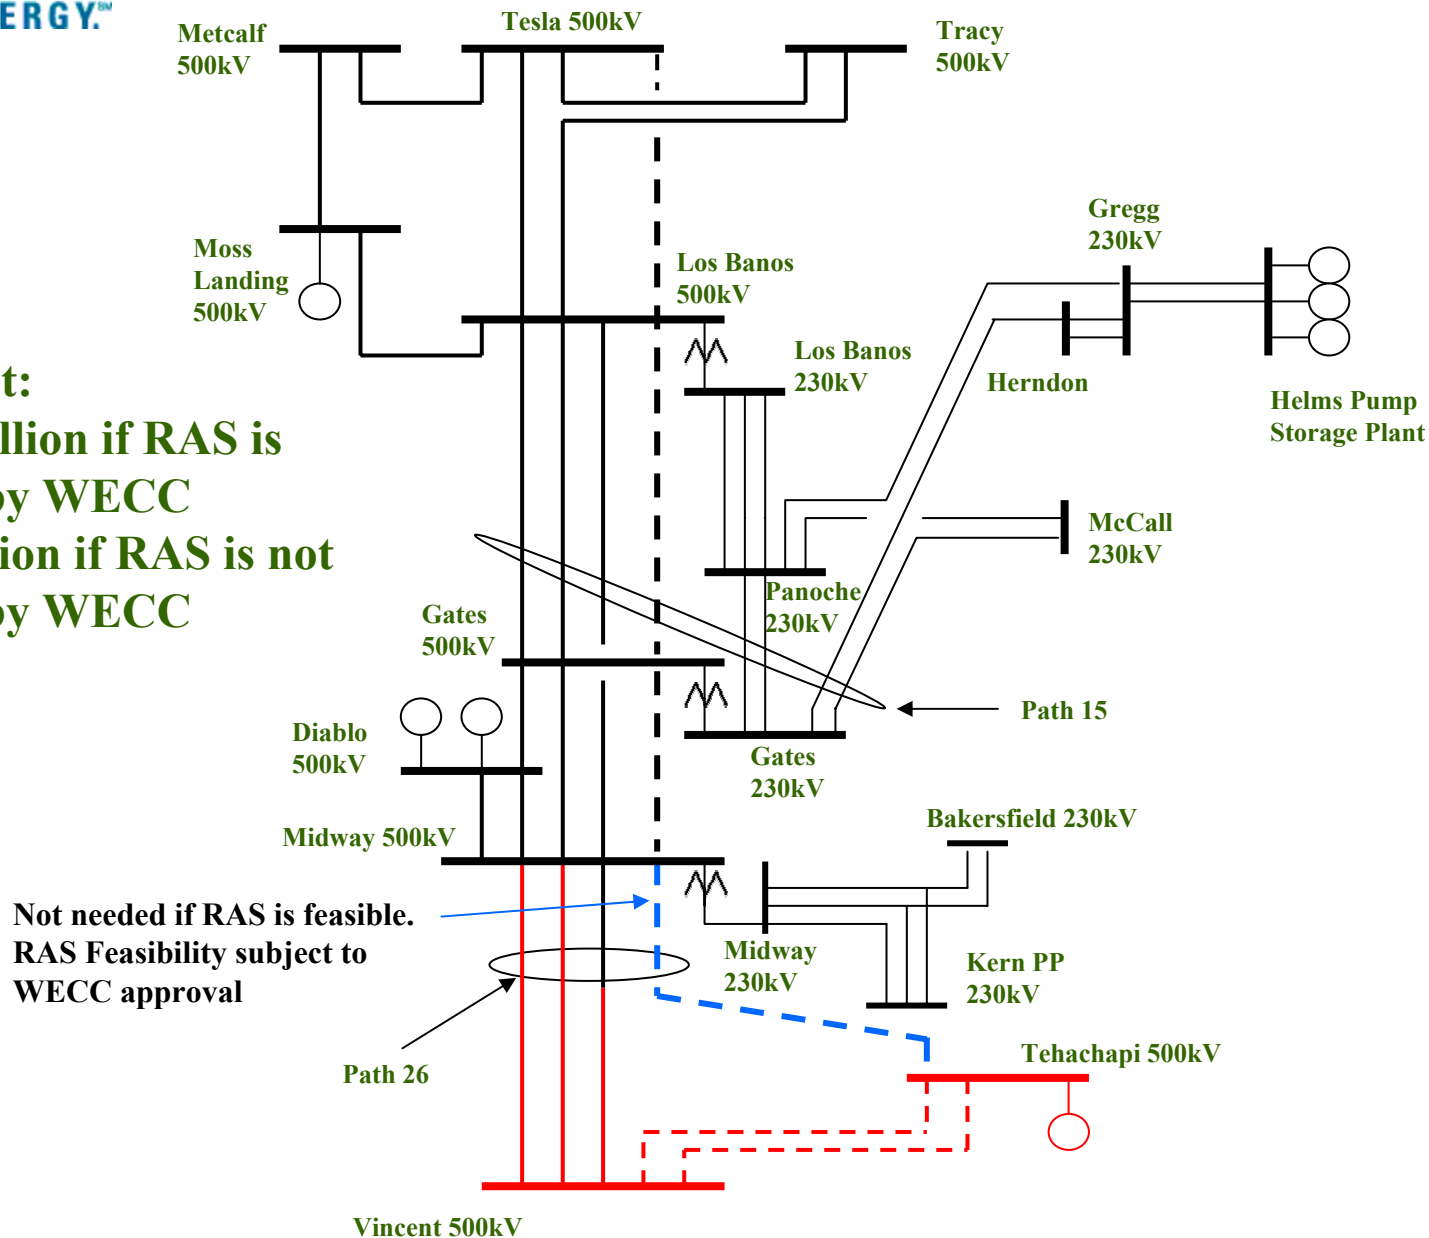 ERGY.SM
Metcalf
500kV
Tesla 500kV
Tracy
500kV
Gregg
230kV
Moss
Landing
500kV
Los Banos
500kV
Los Banos
230kV
Herndon
Helms Pump
Storage Plant
t:
llion if RAS is
by WECC
ion if RAS is not
by WECC
McCall
230kV
Panoche
230kV
Gates
500kV
Path 15
Diablo
500kV
Gates
230kV
Midway 500kV
Bakersfield 230kV
Not needed if RAS is feasible.
RAS Feasibility subject to
WECC approval
Midway
230kV
Kern PP
230kV
Path 26
Tehachapi 500kV
Vincent 500kV